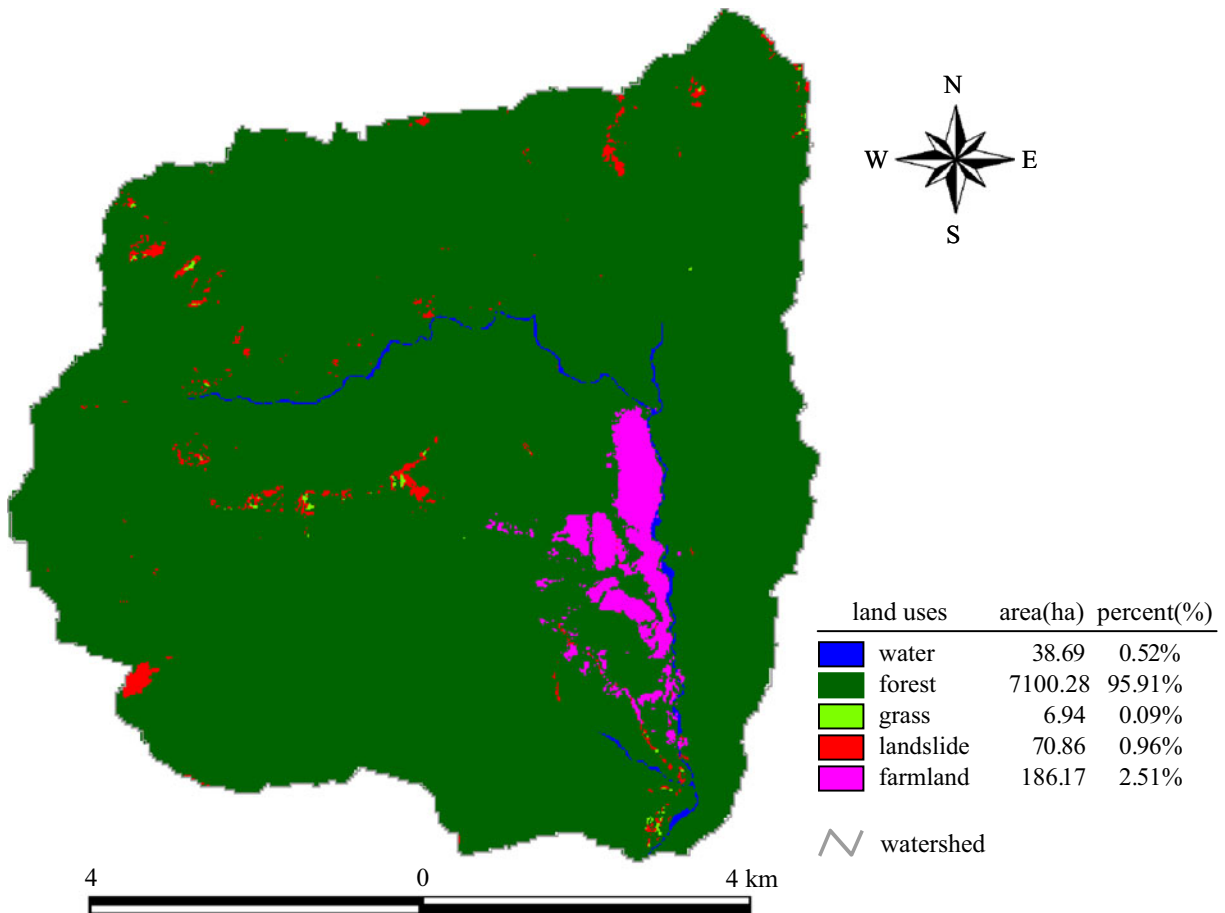 N
W E
S
land uses area(ha) percent(%)
water 38.69 0.52%
forest 7100.28 95.91%
grass 6.94 0.09%
landslide 70.86 0.96%
farmland 186.17 2.51%
watershed
4 0 4 km